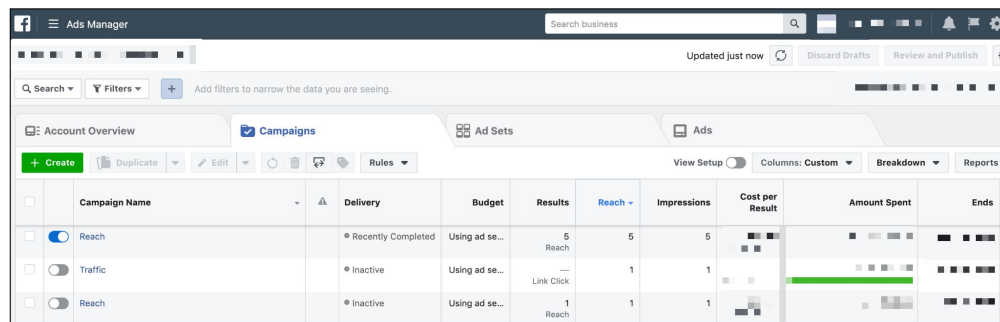 f Ads Manager Search business
Updated just now Discard Drafts Review and Publish
Search Filters + Add filters to narrow the data you are seeing.
Account Overview Campaigns Ad Sets Ads
+ Create Duplicate Edit Rules View Setup Columns: Custom Breakdown Reports
Campaign Name Delivery Budget Results Reach Impressions Cost per Result Amount Spent Ends
Reach Recently Completed Using ad se... 5 5 5
Reach
Traffic Inactive Using ad se... — 1 1
Link Click
Reach Inactive Using ad se... 1 1 1
Reach